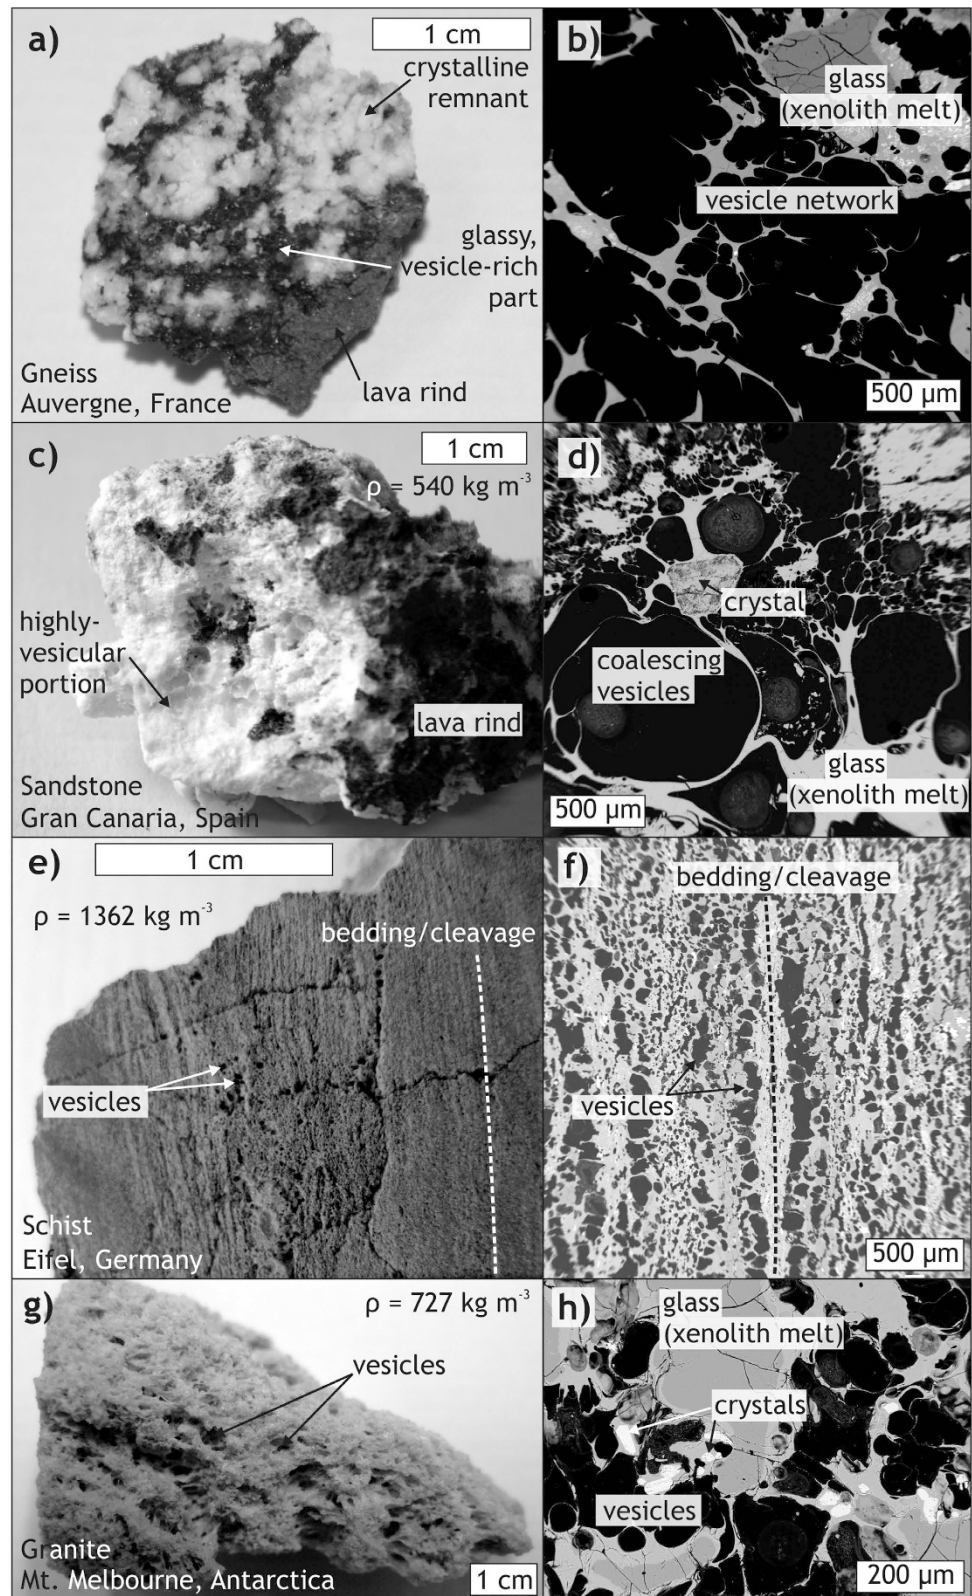 a)
1 cm
crystalline
remnant
glassy,
vesicle-rich
part
lava rind
Gneiss
Auvergne, France
b)
glass
(xenolith melt)
vesicle network
500 µm
c)
1 cm
ρ = 540 kg m⁻³
highly-
vesicular
portion
lava rind
Sandstone
Gran Canaria, Spain
d)
crystal
coalescing
vesicles
glass
(xenolith melt)
500 µm
e)
1 cm
ρ = 1362 kg m⁻³
bedding/cleavage
vesicles
Schist
Eifel, Germany
f)
bedding/cleavage
vesicles
500 µm
g)
ρ = 727 kg m⁻³
vesicles
Granite
Mt. Melbourne, Antarctica
1 cm
h)
glass
(xenolith melt)
crystals
vesicles
200 µm